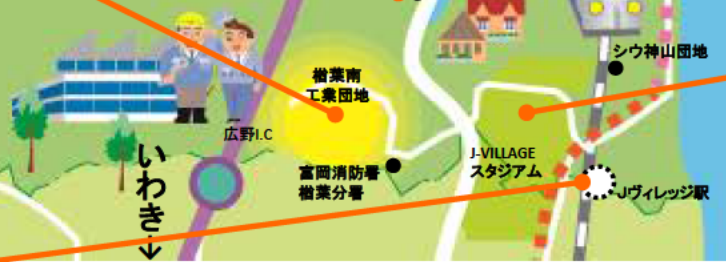 シウ神山団地
楢葉南
工業団地
広野I.C
J-VILLAGE
スタジアム
富岡消防署
楢葉分署
Jヴィレッジ駅
いわき↓